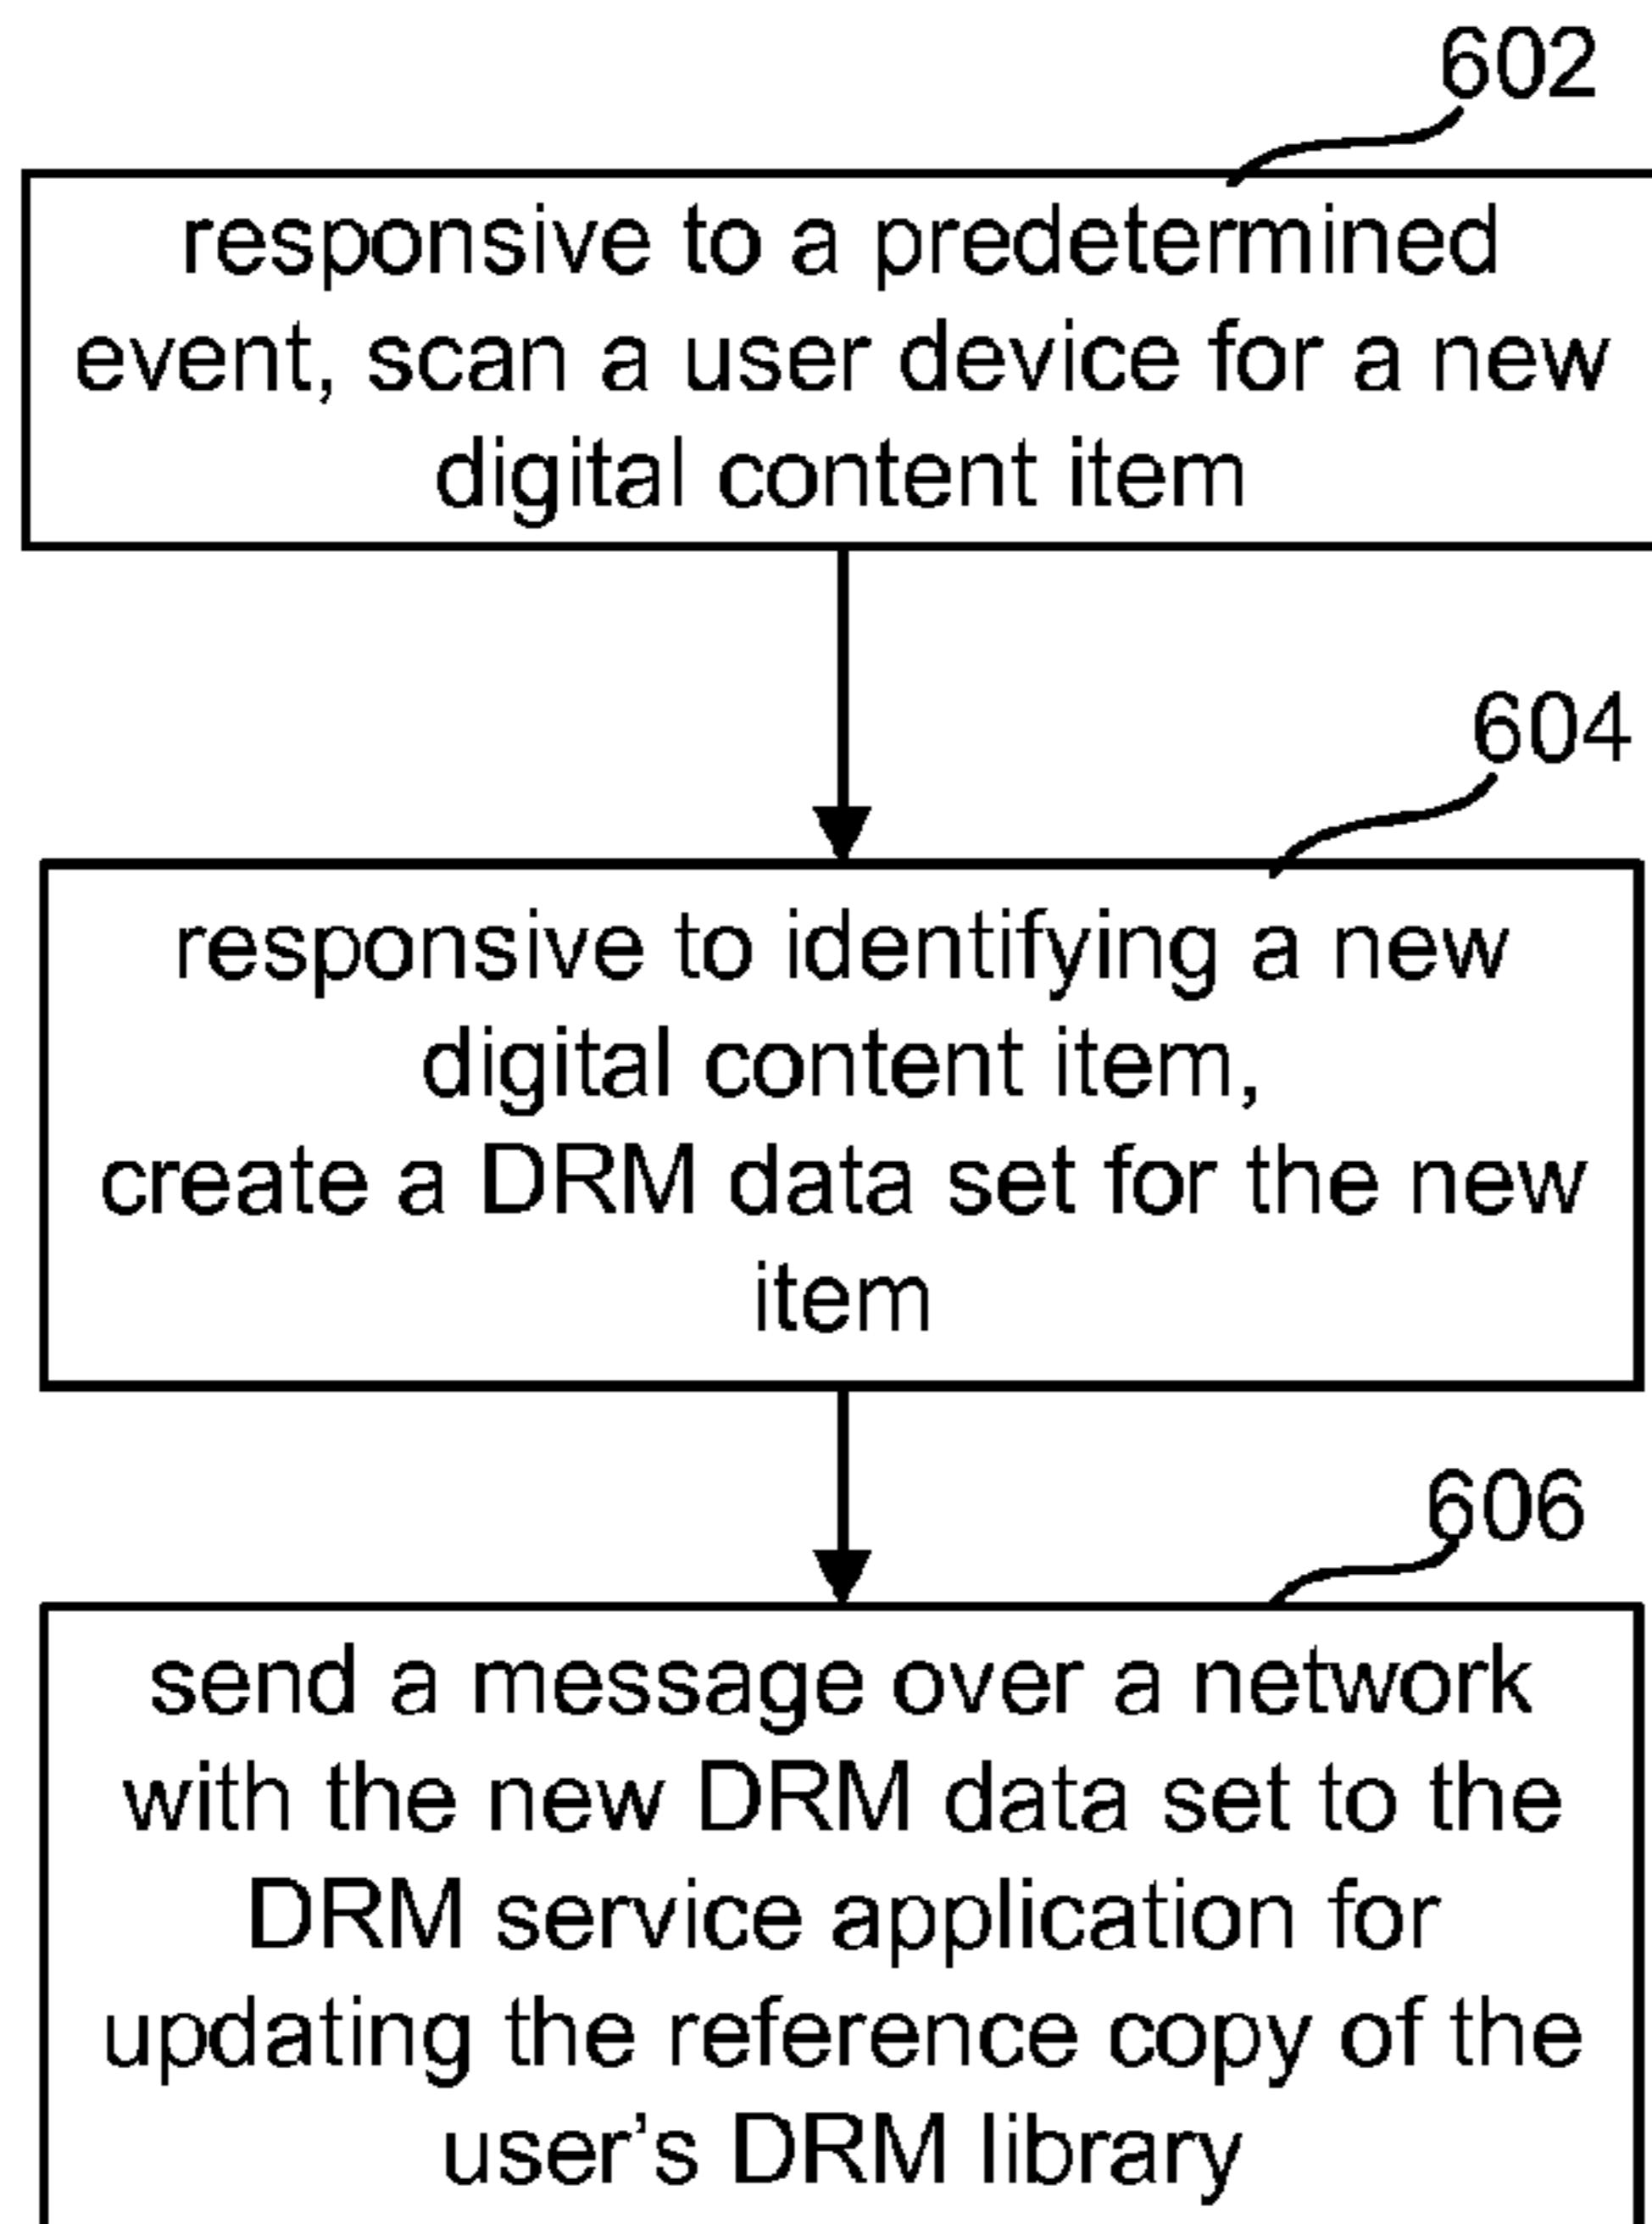 602
responsive to a predetermined
event, scan a user device for a new
digital content item
604
responsive to identifying a new
digital content item,
create a DRM data set for the new
item
606
send a message over a network
with the new DRM data set to the
DRM service application for
updating the reference copy of the
user’s DRM library